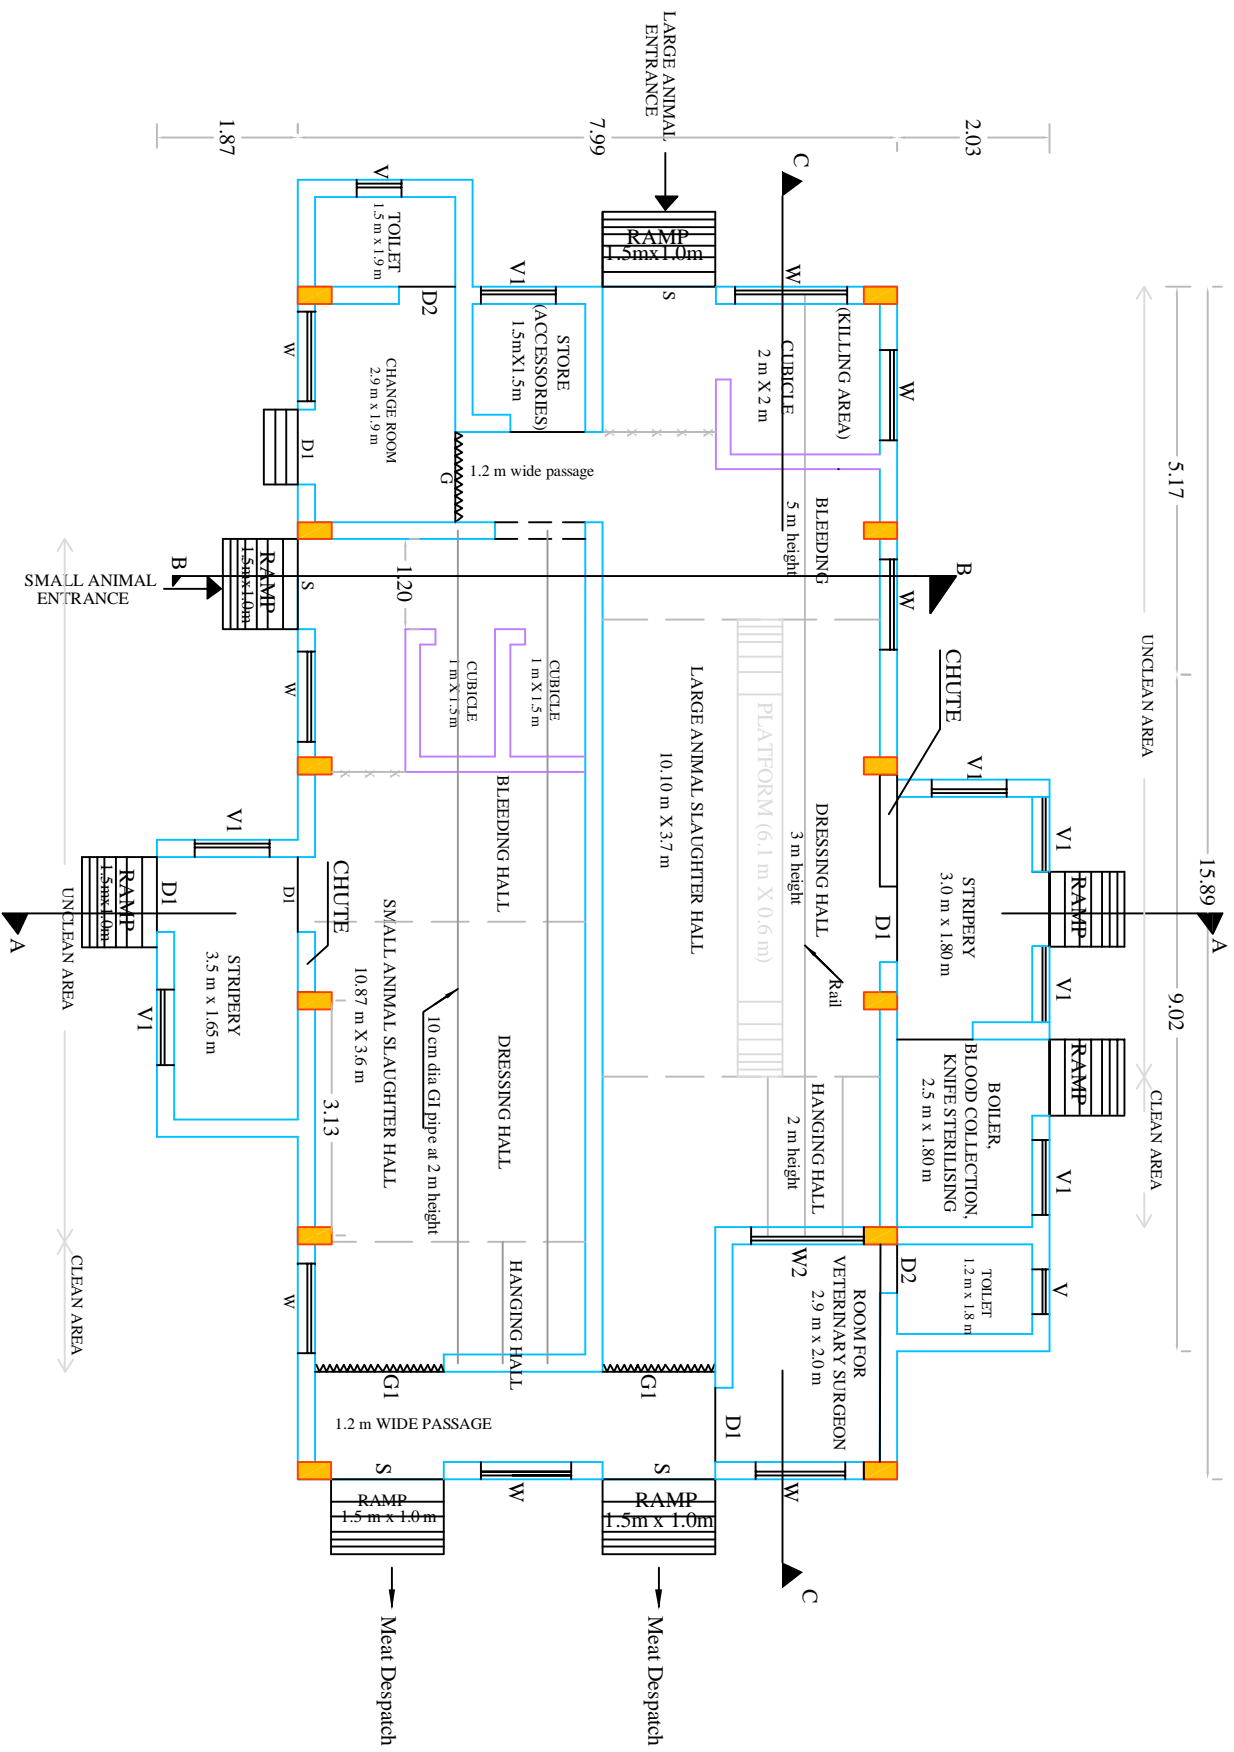 LARGE ANIMAL
ENTRANCE
1.87
7.99
2.03
C
V
TOILET
1.5 m x 1.9 m
RAMP
1.5mx1.0m
D2
V1
S
W
(KILLING AREA)
CUBICLE
2 m X 2 m
W
STORE
(ACCESSORIES)
1.5mX1.5m
W
CHANGE ROOM
2.9 m x 1.9 m
D1
G
1.2 m wide passage
5.17
15.89
9.02
UNCLEAN AREA
CLEAN AREA
BLEEDING
5 m height
B
B
W
SMALL ANIMAL
ENTRANCE
RAMP
1.5mx1.0m
S
1.20
CUBICLE
1 m X 1.5 m
CUBICLE
1 m X 1.5 m
W
CHUTE
LARGE ANIMAL SLAUGHTER HALL
10.10 m X 3.7 m
PLATFORM (6.1 m X 0.6 m)
DRESSING HALL
3 m height
Rail
V1
V1
STRIPERY
3.0 m x 1.80 m
D1
RAMP
A
V1
RAMP
BOILER,
BLOOD COLLECTION,
KNIFE STERILISING
2.5 m x 1.80 m
V1
BLEEDING HALL
V1
CHUTE
D1
D1
RAMP
1.5mx1.0m
A
UNCLEAN AREA
CLEAN AREA
STRIPERY
3.5 m x 1.65 m
V1
SMALL ANIMAL SLAUGHTER HALL
10.87 m X 3.6 m
3.13
10 cm dia GI pipe at 2 m height
DRESSING HALL
HANGING HALL
2 m height
W2
D2
TOILET
1.2 m x 1.8 m
V
ROOM FOR
VETERINARY SURGEON
2.9 m x 2.0 m
HANGING HALL
W
G1
G1
D1
1.2 m WIDE PASSAGE
S
W
S
W
RAMP
1.5 m x 1.0 m
RAMP
1.5m x 1.0m
C
Meat Despatch
Meat Despatch